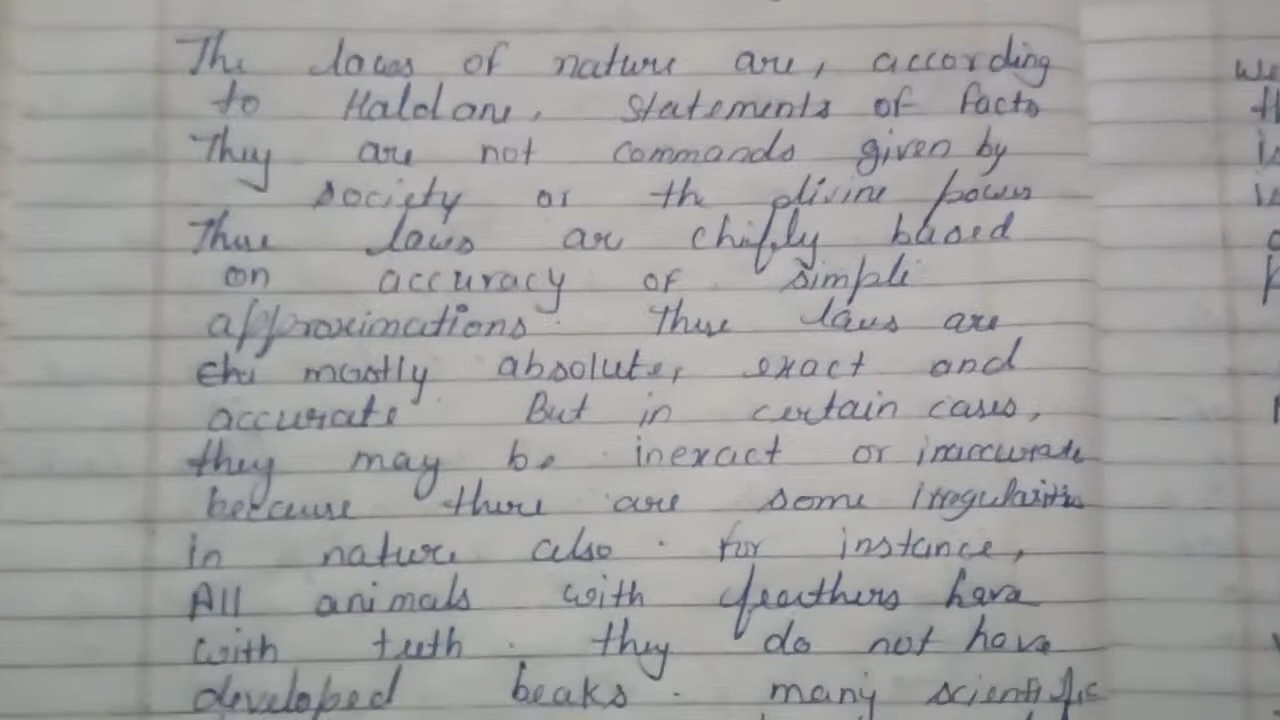 The laws of nature are, according
to Haldane, statements of facts
They are not commands given by
society or the divine power
These laws are chiefly based
on accuracy of simple
approximations. These laws are
chi mostly absolute, exact and
accurate. But in certain cases,
they may be inexact or inaccurate
because there are some irregularities
in nature also. for instance,
All animals with feathers have
with teeth. they do not have
developed beaks. many scientific